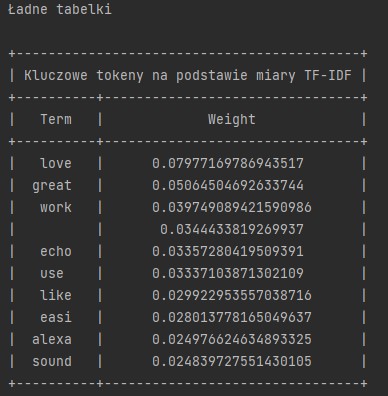 Ładne tabelki
+------------------------------------------+
| Kluczowe tokeny na podstawie miary TF-IDF |
+----------+-------------------------------+
| Term | Weight |
+----------+-------------------------------+
| love | 0.07977169786943517 |
| great | 0.05064504692633744 |
| work | 0.039749089421590986 |
| | 0.0344433819269937 |
| echo | 0.03357280419509391 |
| use | 0.03337103871302109 |
| like | 0.029922953557038716 |
| easi | 0.028013778165049637 |
| alexa | 0.024976624634893325 |
| sound | 0.024839727551430105 |
+----------+-------------------------------+